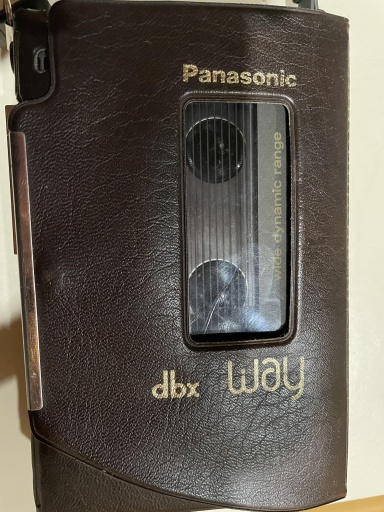 Panasonic
wide dynamic range
dbx way